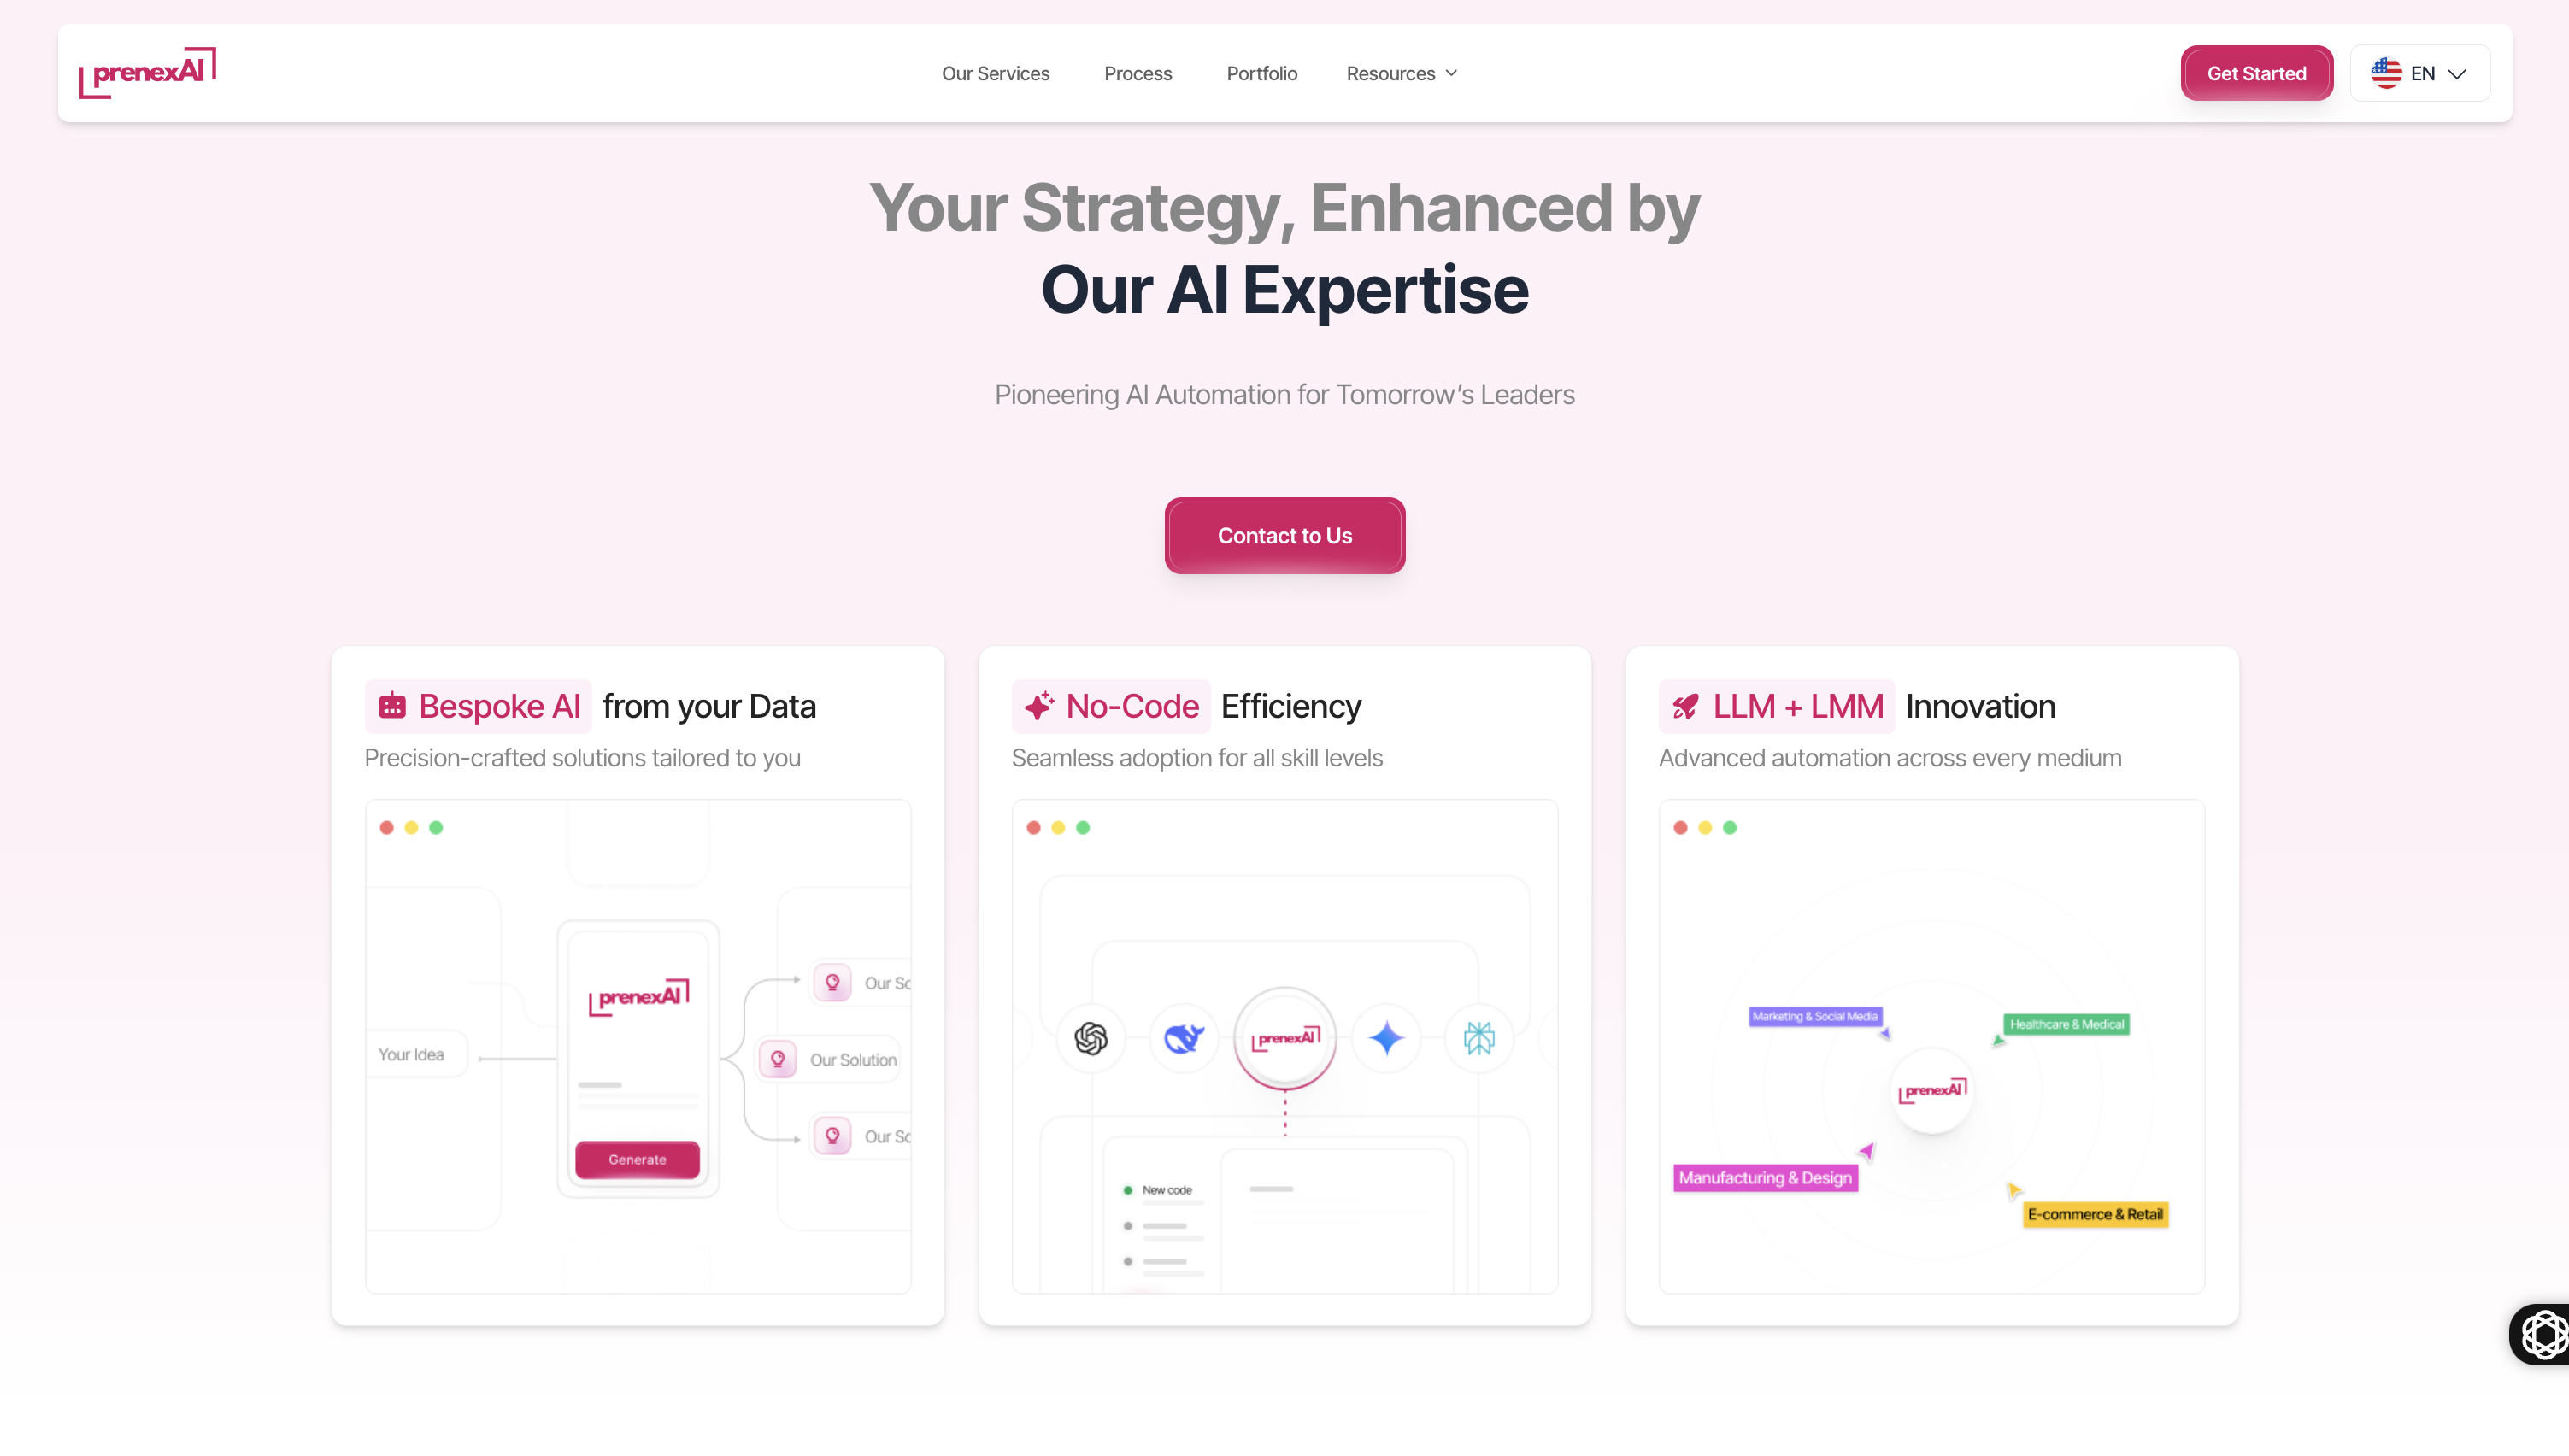 prenexAI
Our Services
Process
Portfolio
Resources
Get Started
EN
Your Strategy, Enhanced by
Our AI Expertise
Pioneering AI Automation for Tomorrow’s Leaders
Contact to Us
Bespoke AI from your Data
Precision-crafted solutions tailored to you
prenexAI
Our Sc
Your Idea
Our Solution
Our Sc
Generate
No-Code Efficiency
Seamless adoption for all skill levels
prenexAI
New code
LLM + LMM Innovation
Advanced automation across every medium
Marketing & Social Media
Healthcare & Medical
prenexAI
Manufacturing & Design
E-commerce & Retail